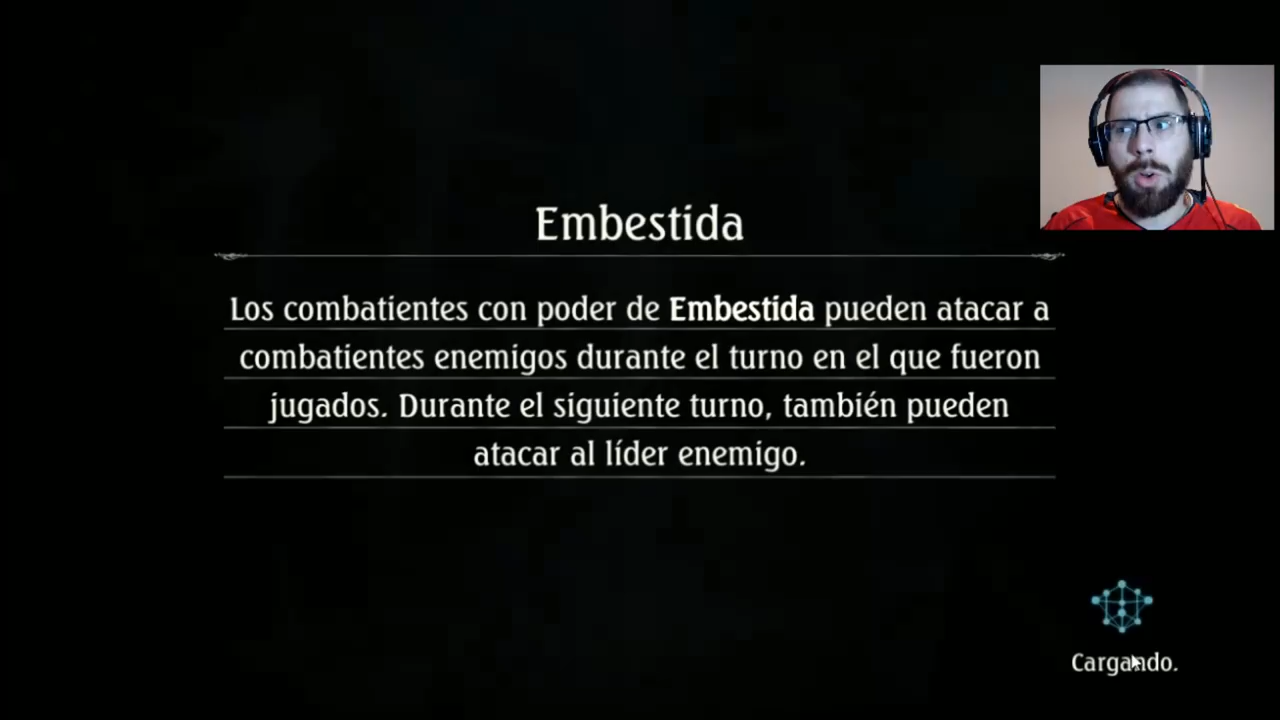 Embestida
Los combatientes con poder de Embestida pueden atacar a
combatientes enemigos durante el turno en el que fueron
jugados. Durante el siguiente turno, también pueden
atacar al líder enemigo.
Cargando.